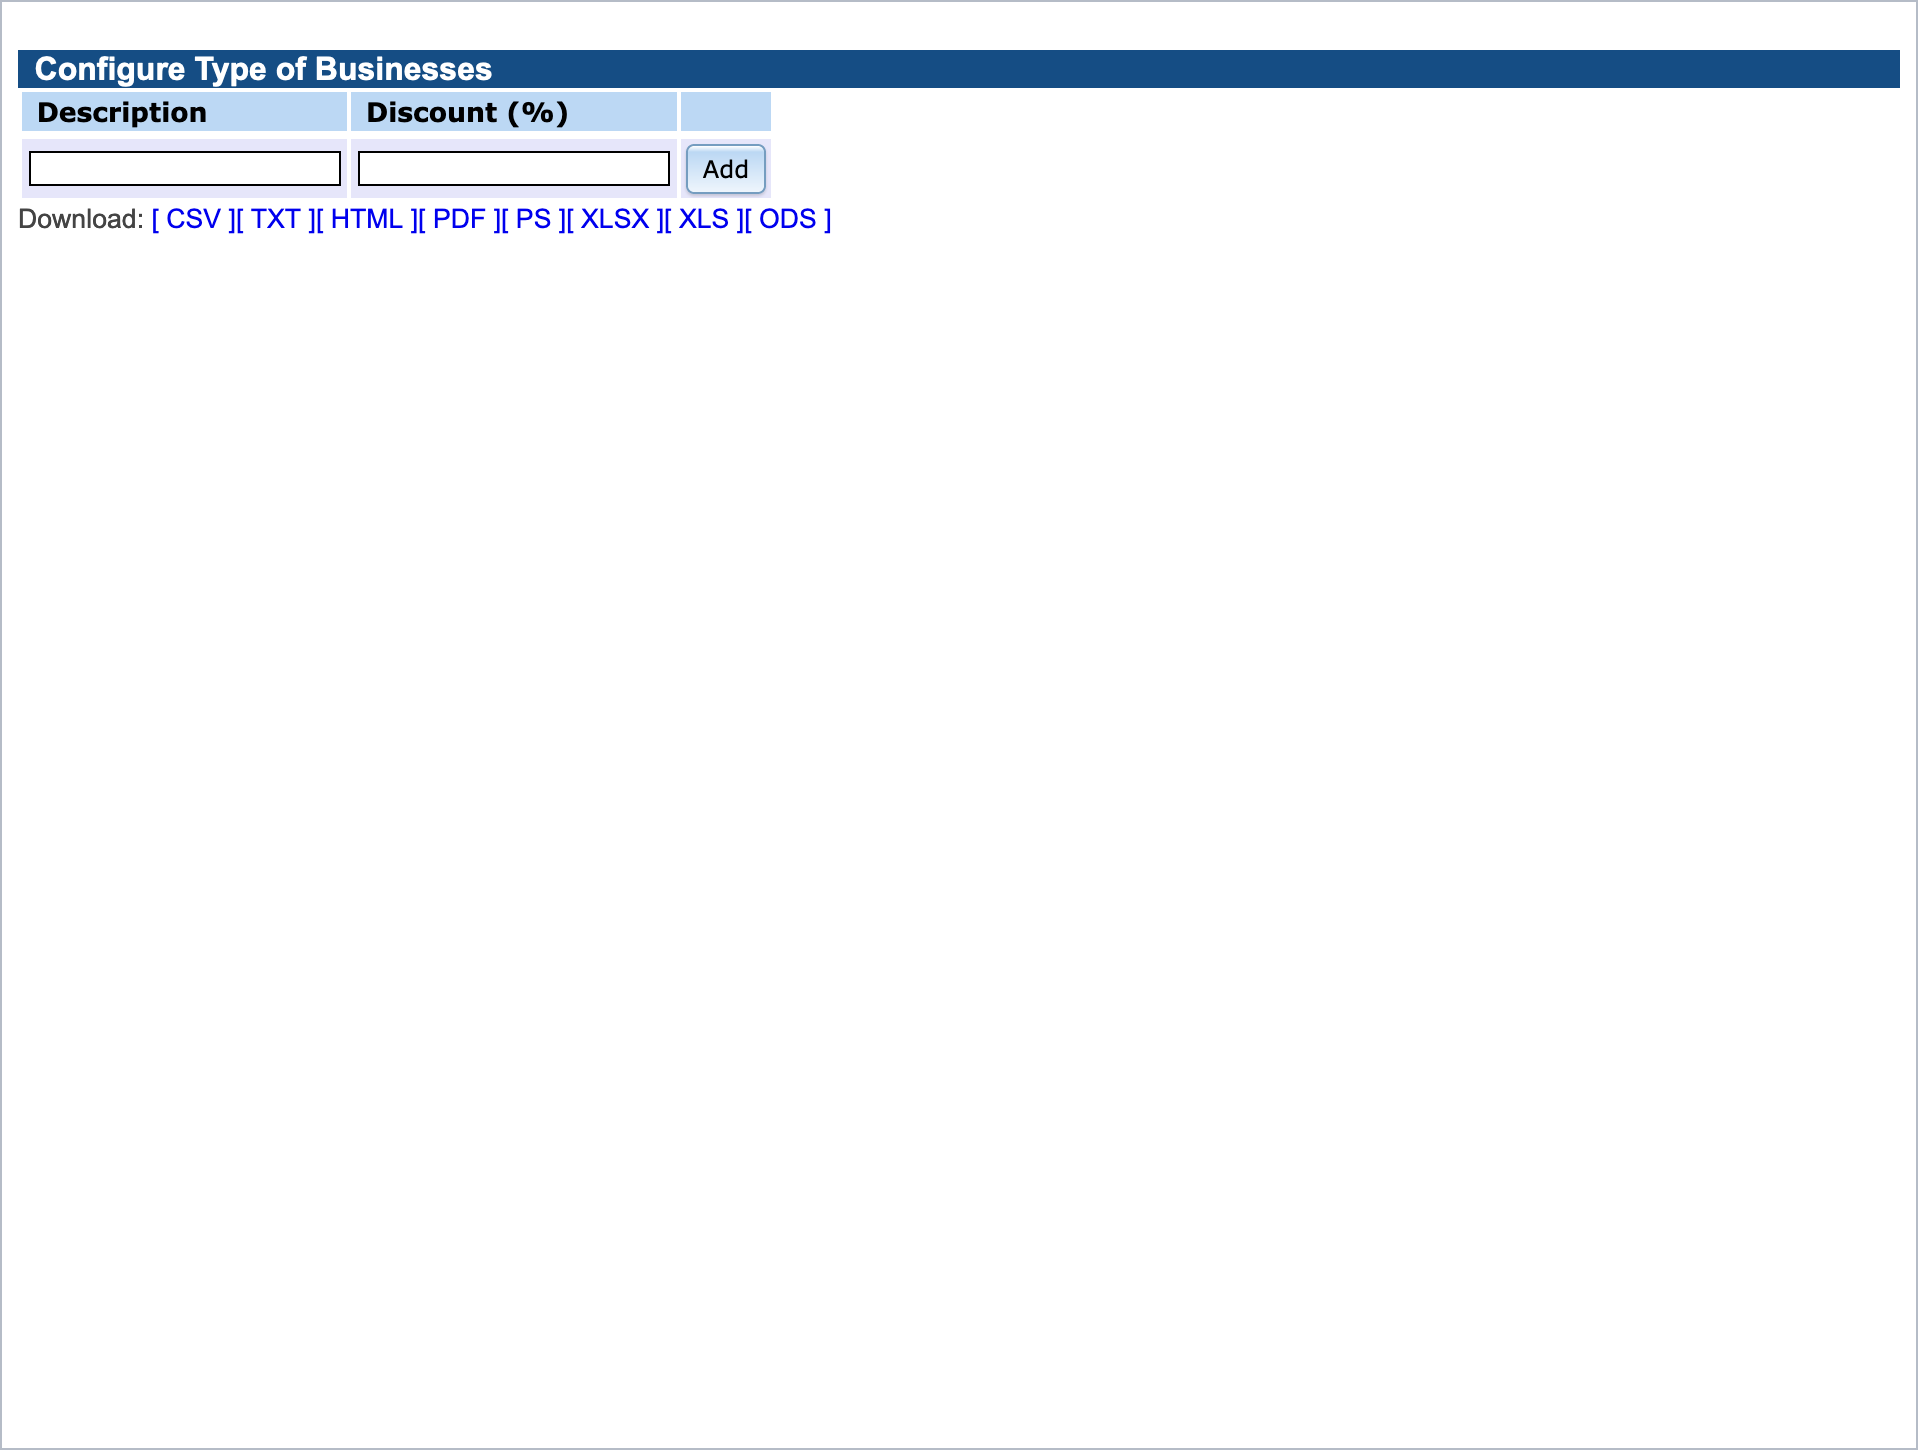 Configure Type of Businesses
Description Discount (%)
Add
Download: [ CSV ][ TXT ][ HTML ][ PDF ][ PS ][ XLSX ][ XLS ][ ODS ]